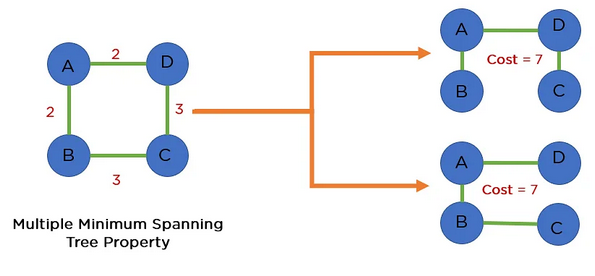 A
2
D
2
3
B
C
3
Multiple Minimum Spanning
Tree Property
A
D
Cost = 7
B
C
A
D
Cost = 7
B
C